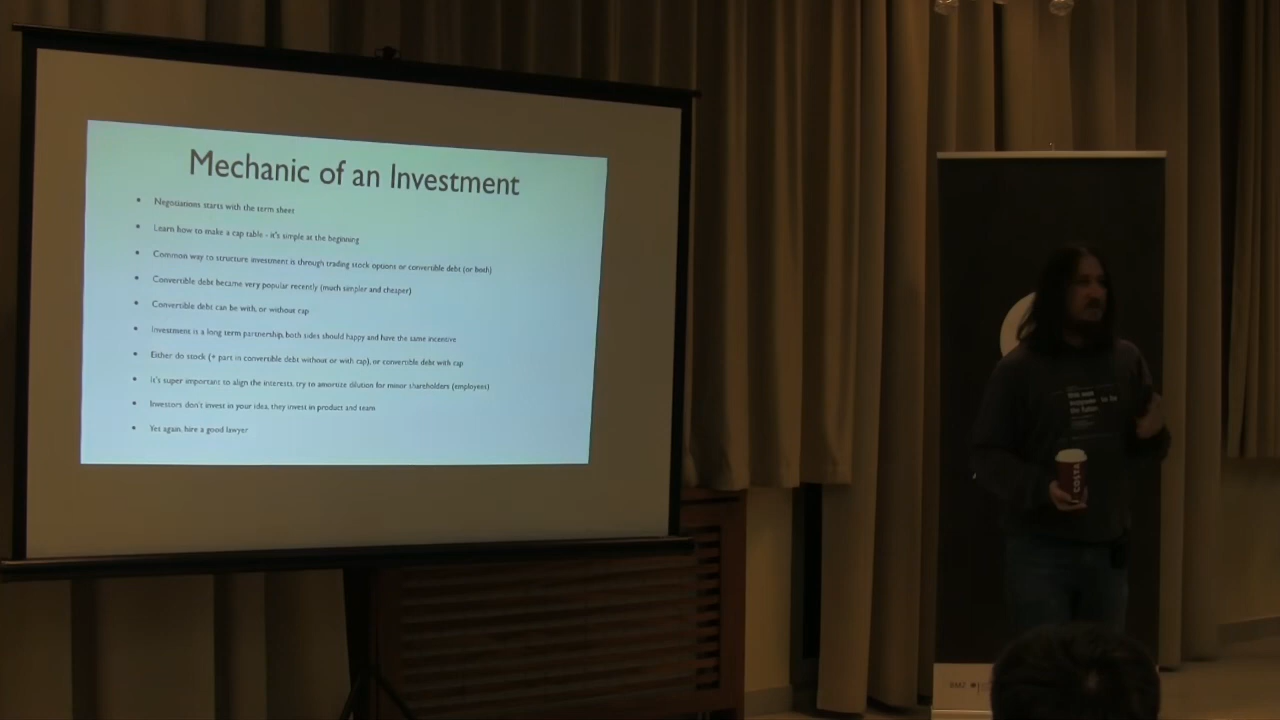 Mechanic of an Investment
• Negotiations starts with the term sheet
• Learn how to make a cap table - it's simple at the beginning
• Common way to structure investment is through trading stock options or convertible debt (or both)
• Convertible debt became very popular recently (much simpler and cheaper)
• Convertible debt can be with, or without cap
• Investment is a long term partnership, both sides should happy and have the same incentive
• Either do stock (+ part in convertible debt without or with cap), or convertible debt with cap
• It's super important to align the interests, try to amortize dilution for minor shareholders (employees)
• Investors don't invest in your idea, they invest in product and team
• Yet again, hire a good lawyer
COSTA